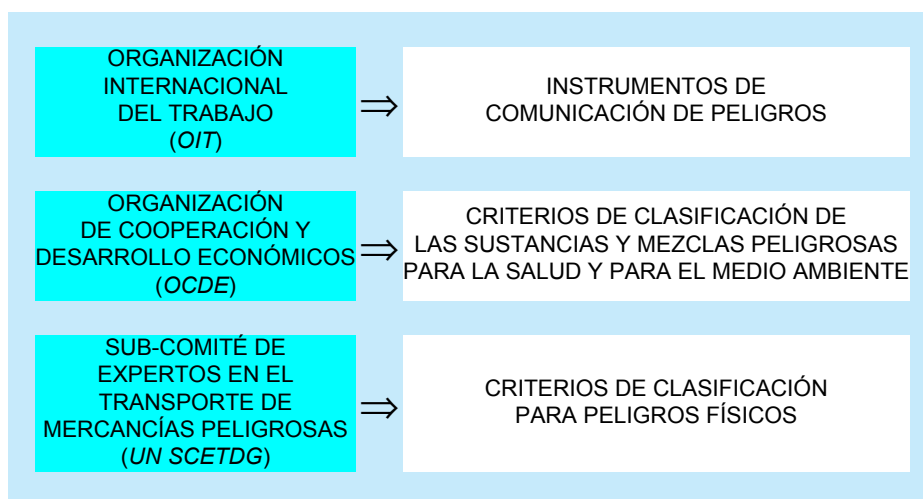 ORGANIZACIÓN
INTERNACIONAL
DEL TRABAJO
(OIT)
⇒
INSTRUMENTOS DE
COMUNICACIÓN DE PELIGROS
ORGANIZACIÓN
DE COOPERACIÓN Y
DESARROLLO ECONÓMICOS
(OCDE)
⇒
CRITERIOS DE CLASIFICACIÓN DE
LAS SUSTANCIAS Y MEZCLAS PELIGROSAS
PARA LA SALUD Y PARA EL MEDIO AMBIENTE
SUB-COMITÉ DE
EXPERTOS EN EL
TRANSPORTE DE
MERCANCÍAS PELIGROSAS
(UN SCETDG)
⇒
CRITERIOS DE CLASIFICACIÓN
PARA PELIGROS FÍSICOS